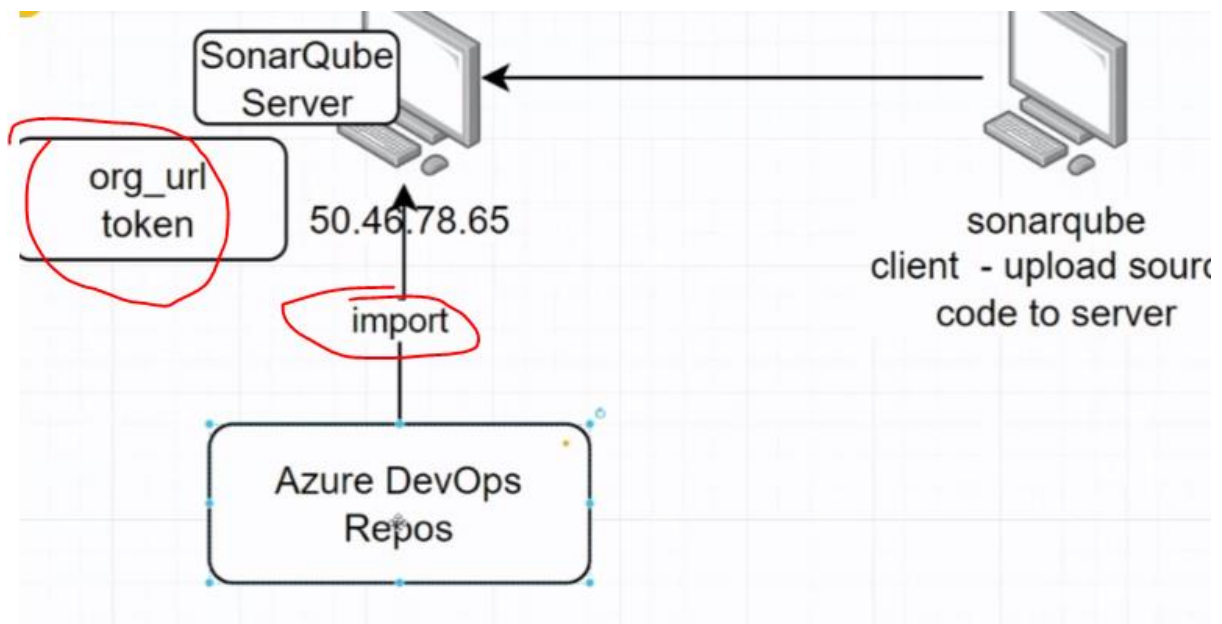 SonarQube
Server
org_url
token
50.46.78.65
import
sonarqube
client - upload sourc
code to server
Azure DevOps
Repos